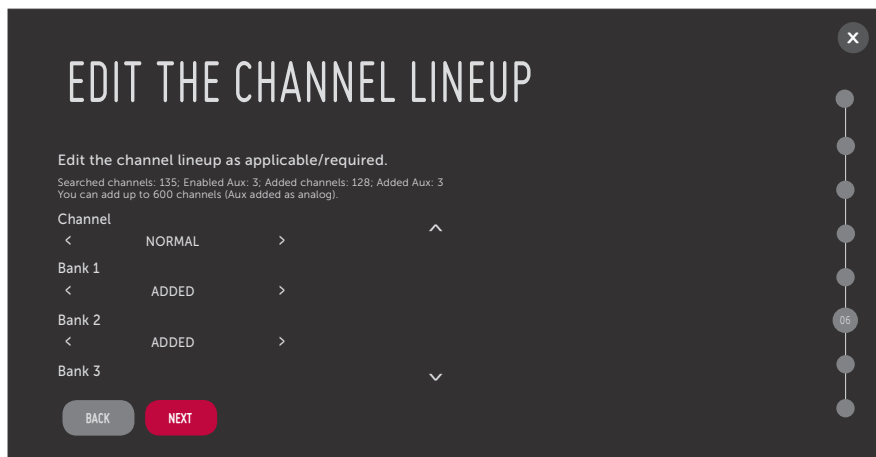 X
EDIT THE CHANNEL LINEUP
Edit the channel lineup as applicable/required.
Searched channels: 135; Enabled Aux: 3; Added channels: 128; Added Aux: 3
You can add up to 600 channels (Aux added as analog).
Channel
< NORMAL >
Bank 1
< ADDED >
Bank 2
< ADDED >
06
Bank 3
BACK NEXT